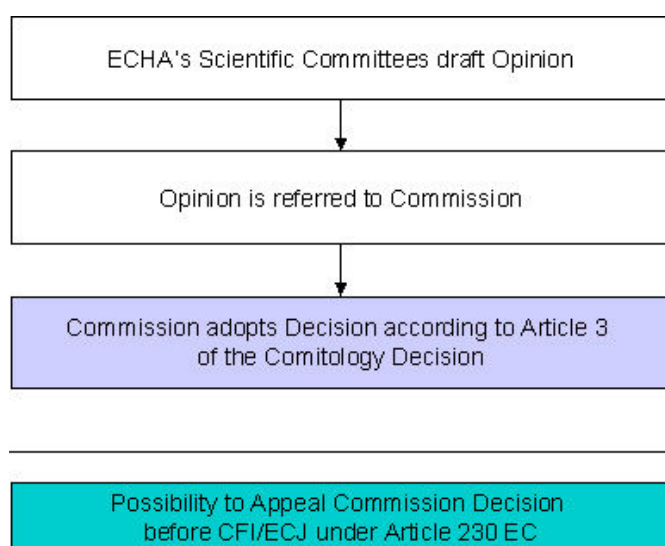 ECHA's Scientific Committees draft Opinion
Opinion is referred to Commission
Commission adopts Decision according to Article 3
of the Comitology Decision
Possibility to Appeal Commission Decision
before CFI/ECJ under Article 230 EC